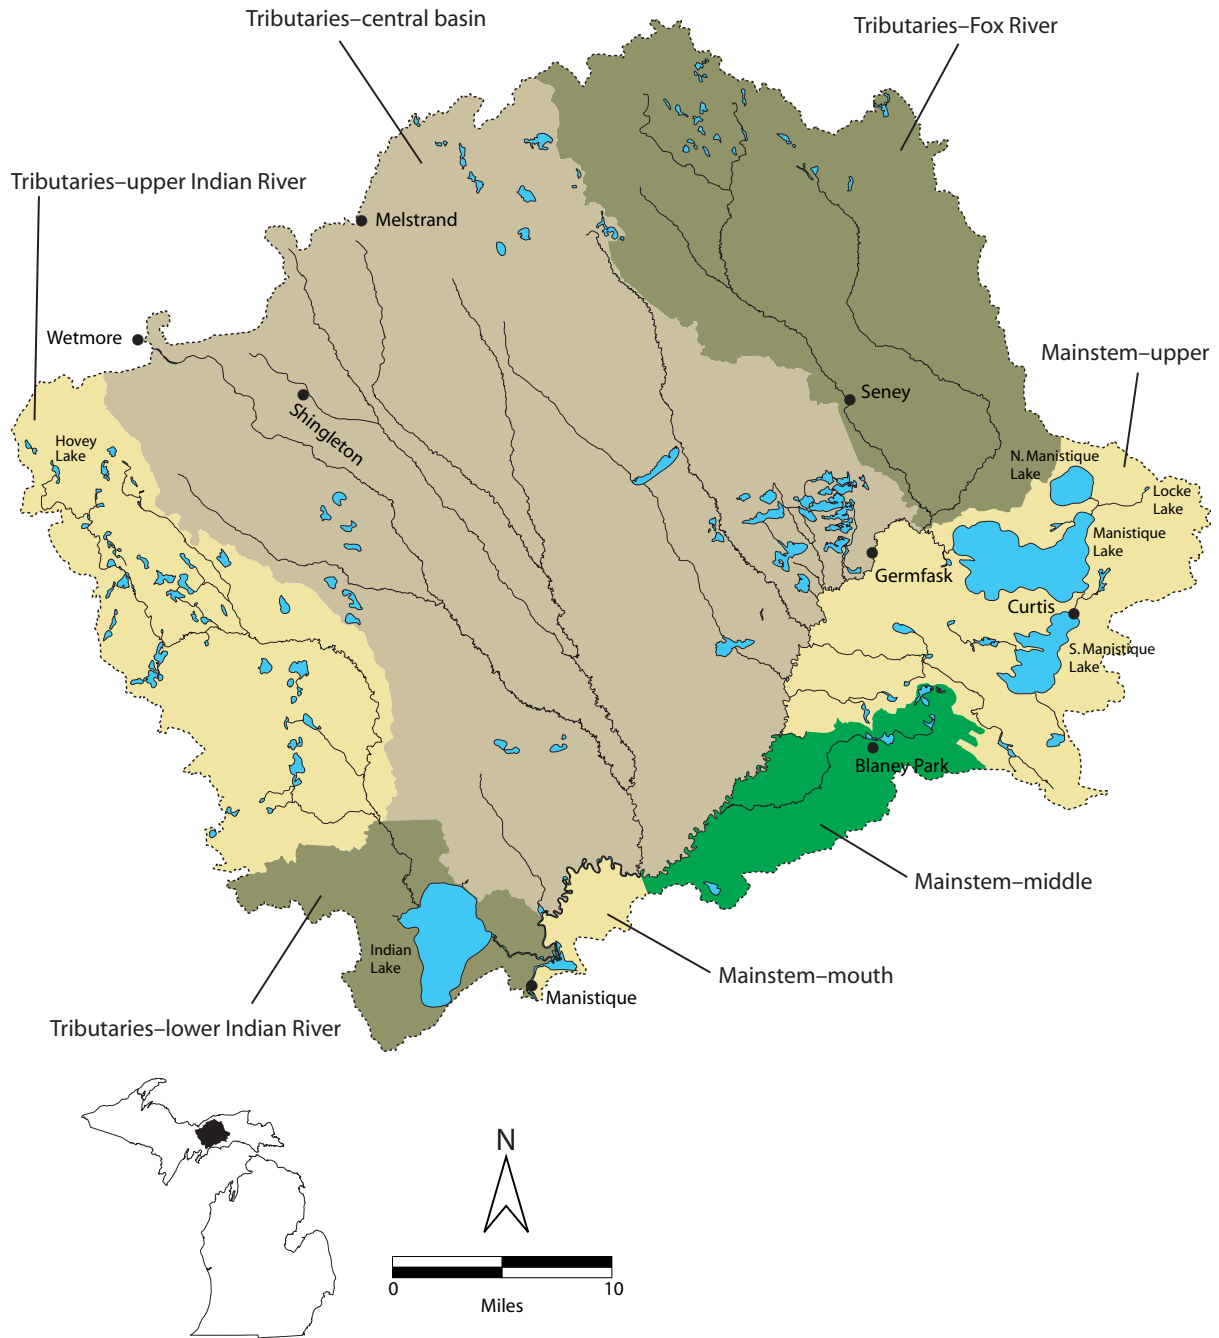 Tributaries–central basin
Tributaries–Fox River
Tributaries–upper Indian River
Melstrand
Wetmore
Mainstem–upper
Seney
Shingleton
Hovey
Lake
N. Manistique
Lake
Locke
Lake
Manistique
Lake
Germfask
Curtis
S. Manistique
Lake
Blaney Park
Mainstem–middle
Indian
Lake
Mainstem–mouth
Manistique
Tributaries–lower Indian River
N
0
10
Miles